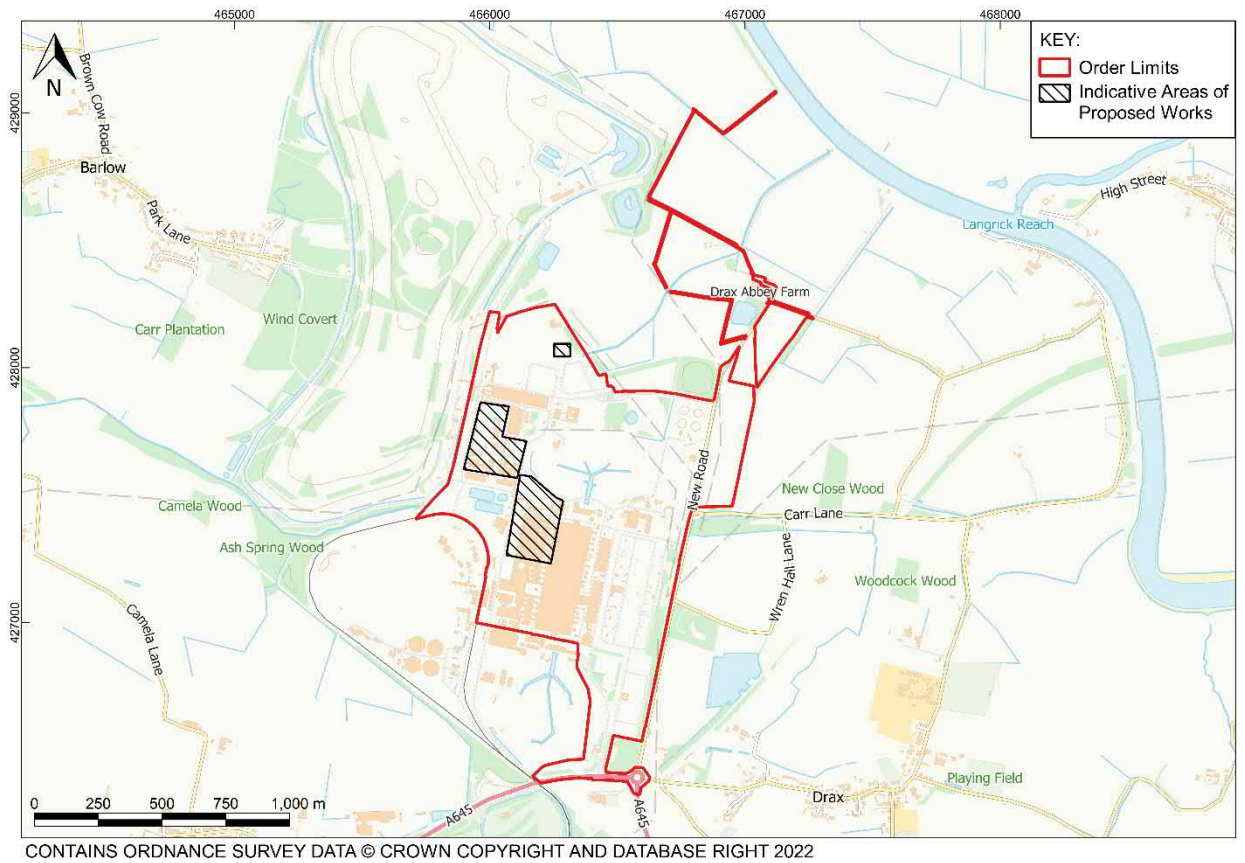 465000
466000
467000
468000
KEY:
Order Limits
Indicative Areas of
Proposed Works
N
429000
428000
427000
Brown Cow Road
Barlow
Park Lane
High Street
Langrick Reach
Drax Abbey Farm
Carr Plantation
Wind Covert
New Road
New Close Wood
Carr Lane
Camela Wood
Ash Spring Wood
Wren Hall Lane
Woodcock Wood
Camela Lane
Playing Field
Drax
A645
A645
0 250 500 750 1,000 m
CONTAINS ORDNANCE SURVEY DATA © CROWN COPYRIGHT AND DATABASE RIGHT 2022